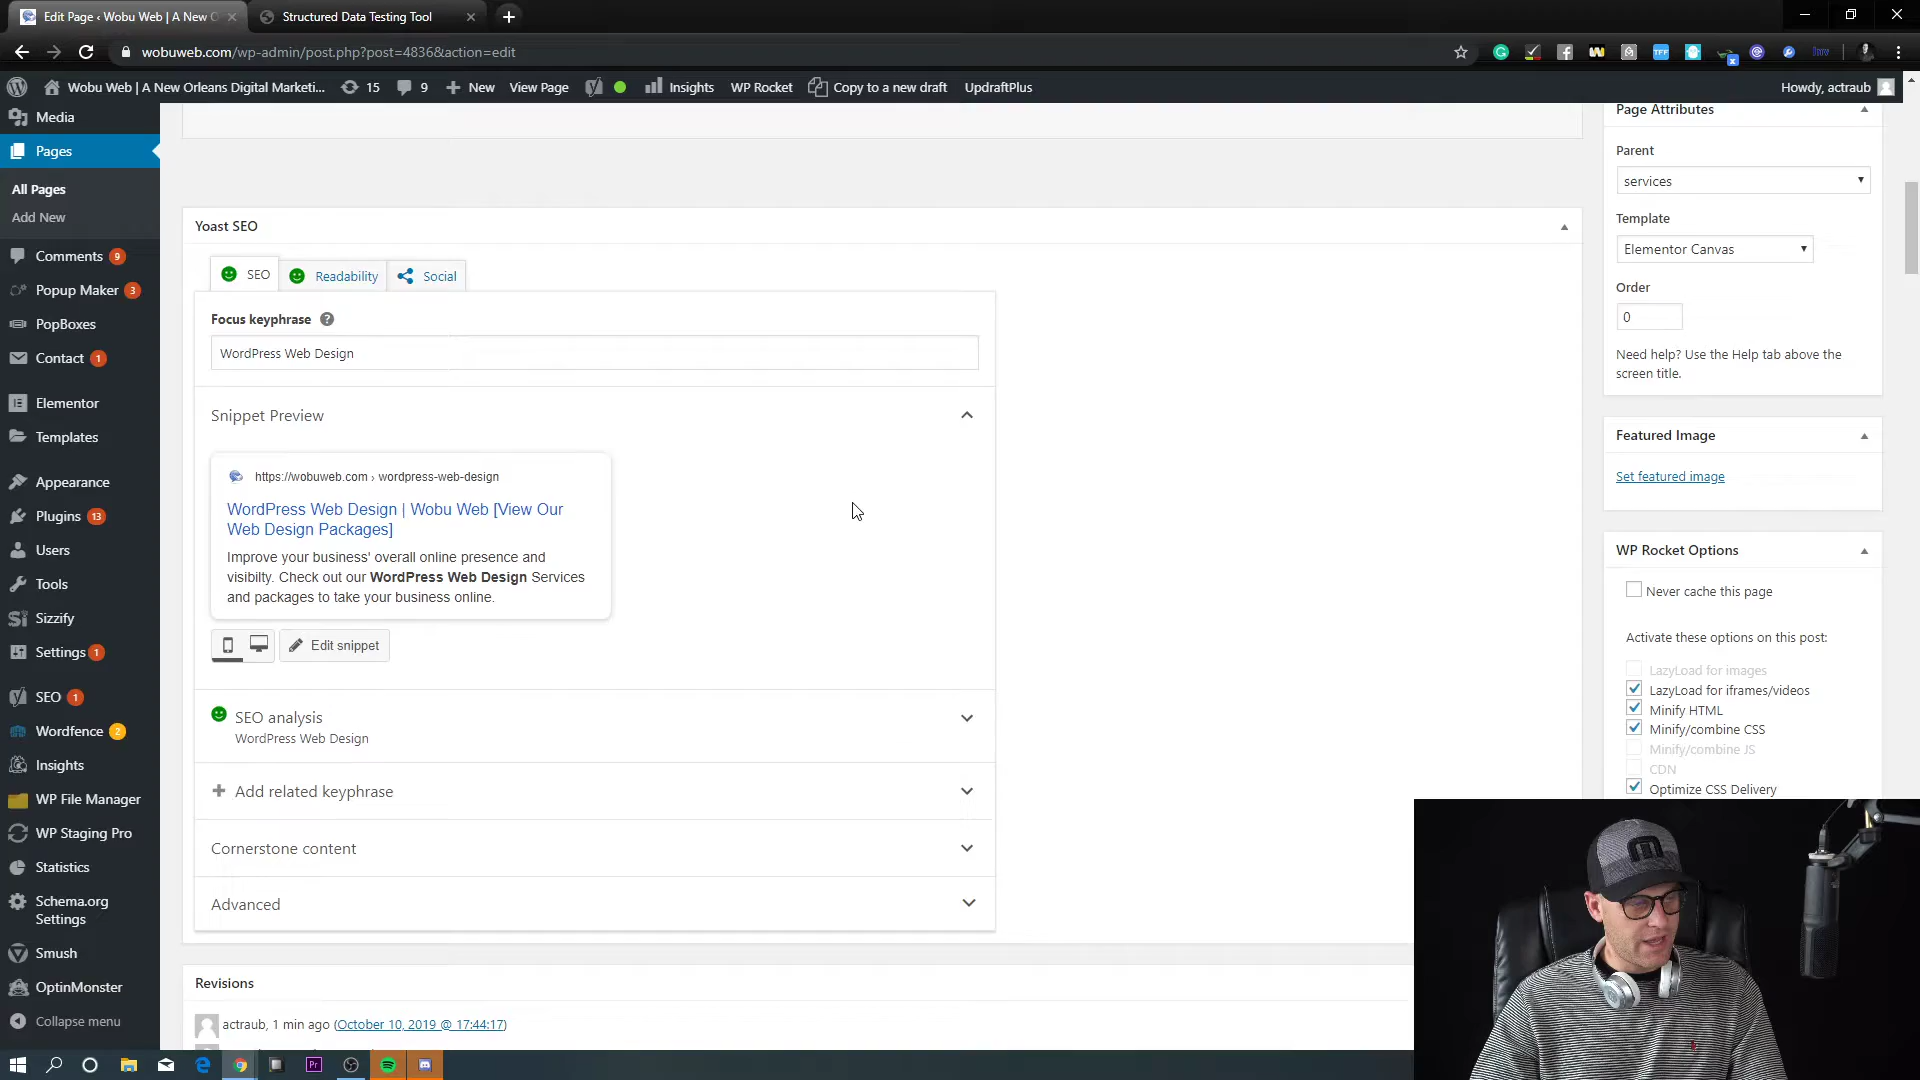 Edit Page ‹ Wobu Web | A New O
Structured Data Testing Tool
wobuweb.com/wp-admin/post.php?post=4836&action=edit
Wobu Web | A New Orleans Digital Marketi...
15
9
New
View Page
Insights
WP Rocket
Copy to a new draft
UpdraftPlus
Howdy, actraub
Media
Pages
All Pages
Add New
Comments 9
Popup Maker 3
PopBoxes
Contact 1
Elementor
Templates
Appearance
Plugins 13
Users
Tools
Sizzify
Settings 1
SEO 1
Wordfence 2
Insights
WP File Manager
WP Staging Pro
Statistics
Schema.org
Settings
Smush
OptinMonster
Collapse menu
Yoast SEO
SEO
Readability
Social
Focus keyphrase ?
WordPress Web Design
Snippet Preview
https://wobuweb.com › wordpress-web-design
WordPress Web Design | Wobu Web [View Our
Web Design Packages]
Improve your business' overall online presence and
visibilty. Check out our WordPress Web Design Services
and packages to take your business online.
Edit snippet
SEO analysis
WordPress Web Design
Add related keyphrase
Cornerstone content
Advanced
Revisions
actraub, 1 min ago (October 10, 2019 @ 17:44:17)
Page Attributes
Parent
services
Template
Elementor Canvas
Order
0
Need help? Use the Help tab above the
screen title.
Featured Image
Set featured image
WP Rocket Options
Never cache this page
Activate these options on this post:
LazyLoad for images
LazyLoad for iframes/videos
Minify HTML
Minify/combine CSS
Minify/combine JS
CDN
Optimize CSS Delivery
Pr